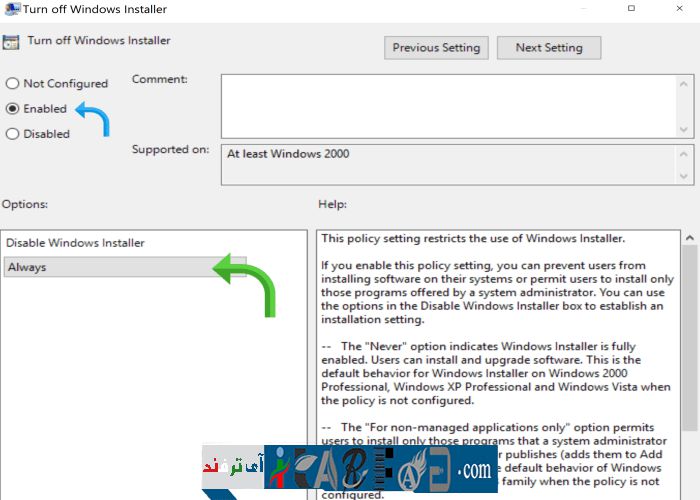 Turn off Windows Installer
Turn off Windows Installer
Previous Setting
Next Setting
Not Configured
Enabled
Disabled
Comment:
Supported on:
At least Windows 2000
Options:
Help:
Disable Windows Installer
Always
This policy setting restricts the use of Windows Installer.
If you enable this policy setting, you can prevent users from
installing software on their systems or permit users to install only
those programs offered by a system administrator. You can use
the options in the Disable Windows Installer box to establish an
installation setting.
-- The "Never" option indicates Windows Installer is fully
enabled. Users can install and upgrade software. This is the
default behavior for Windows Installer on Windows 2000
Professional, Windows XP Professional and Windows Vista when
the policy is not configured.
-- The "For non-managed applications only" option permits
users to install only those programs that a system administrator
publishes (adds them to Add
default behavior of Windows
family when the policy is not
configured.
آی ترفند
.com